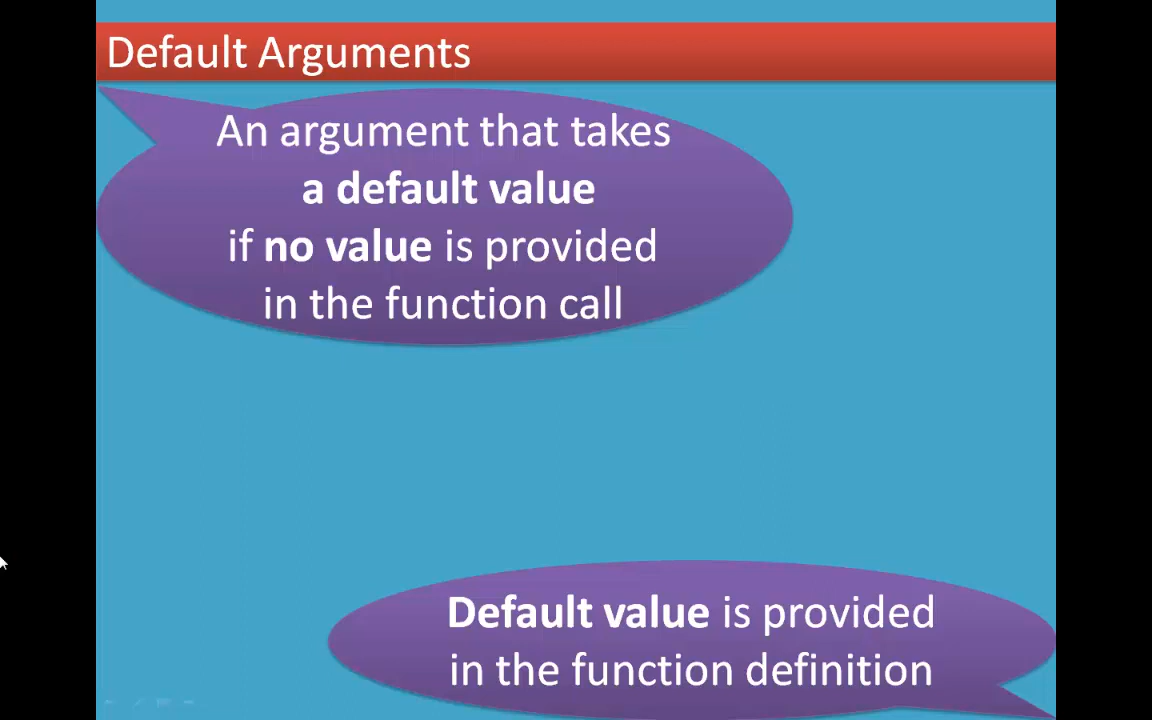 Default Arguments
An argument that takes
a default value
if no value is provided
in the function call
Default value is provided
in the function definition